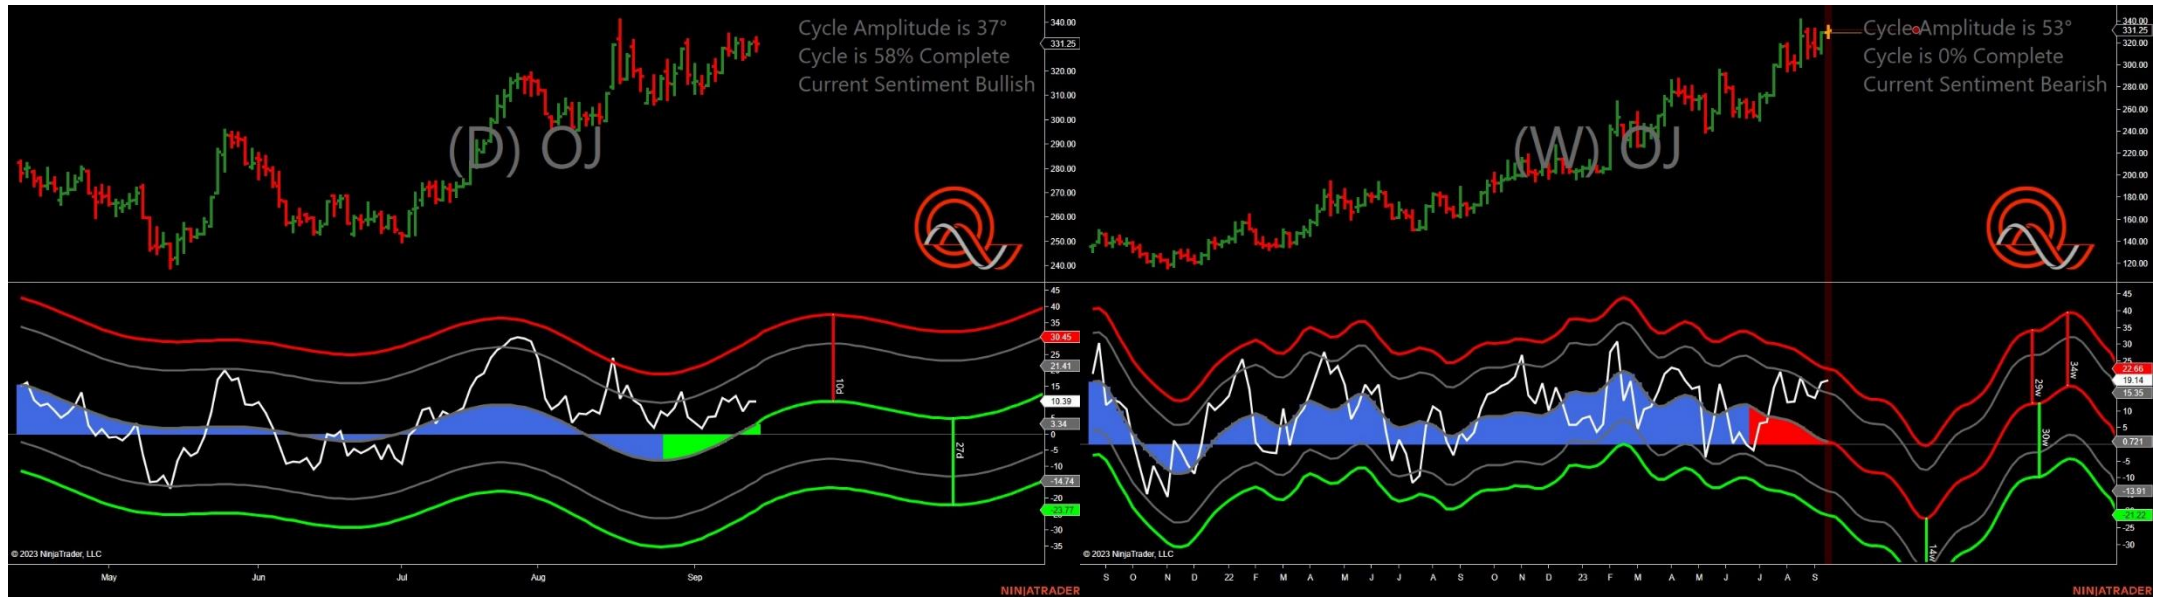 Cycle Amplitude is 37°
Cycle is 58% Complete
Current Sentiment Bullish
(D) OJ
340.00
331.25
320.00
310.00
300.00
290.00
280.00
270.00
260.00
250.00
240.00
45
40
35
30.45
25
21.41
15
10.39
5
3.34
0
-5
-10
-14.74
-20
-23.77
-30
-35
10d
27d
© 2023 NinjaTrader, LLC
May Jun Jul Aug Sep
NINJATRADER
Cycle Amplitude is 53°
Cycle is 0% Complete
Current Sentiment Bearish
(W) OJ
340.00
331.25
320.00
300.00
280.00
260.00
240.00
220.00
200.00
180.00
160.00
140.00
120.00
45
40
35
30
25
22.66
19.14
15.35
10
5
0.721
-5
-10
-13.91
-21.22
-25
-30
29w
34w
30w
14w
© 2023 NinjaTrader, LLC
S O N D 22 F M A M J J A S O N D 23 F M A M J J A S
NINJATRADER